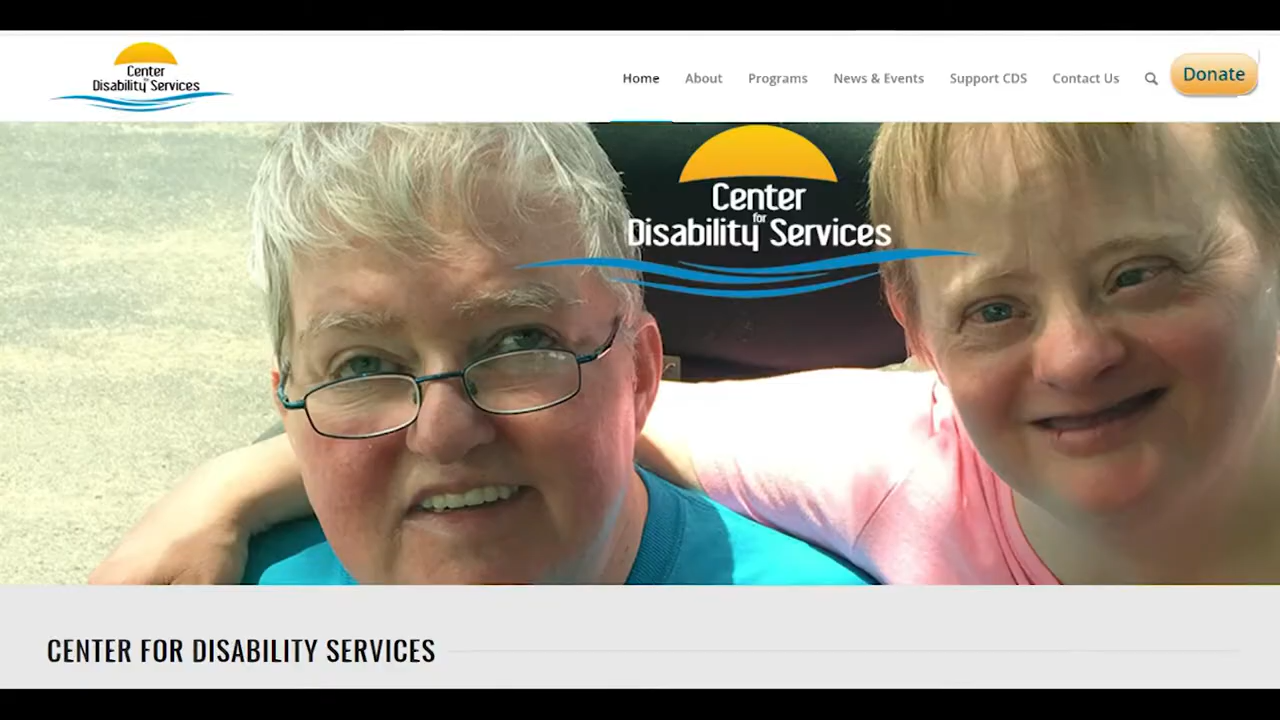 Center
for
Disability Services
Home
About
Programs
News & Events
Support CDS
Contact Us
Donate
Center
for
Disability Services
CENTER FOR DISABILITY SERVICES